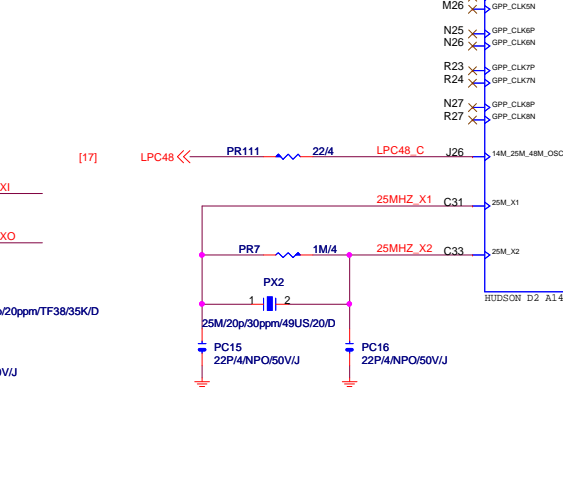 M26 GPP_CLK5N
N25 GPP_CLK6P
N26 GPP_CLK6N
R23 GPP_CLK7P
R24 GPP_CLK7N
N27 GPP_CLK8P
R27 GPP_CLK8N
[17] LPC48 PR111 22/4 LPC48_C J26 14M_25M_48M_OSC
XI
25MHZ_X1 C31 25M_X1
XO
PR7 1M/4 25MHZ_X2 C33 25M_X2
PX2
1 2
HUDSON D2 A14
/20ppm/TF38/35K/D
25M/20p/30ppm/49US/20/D
PC15 PC16
22P/4/NPO/50V/J 22P/4/NPO/50V/J
V/J